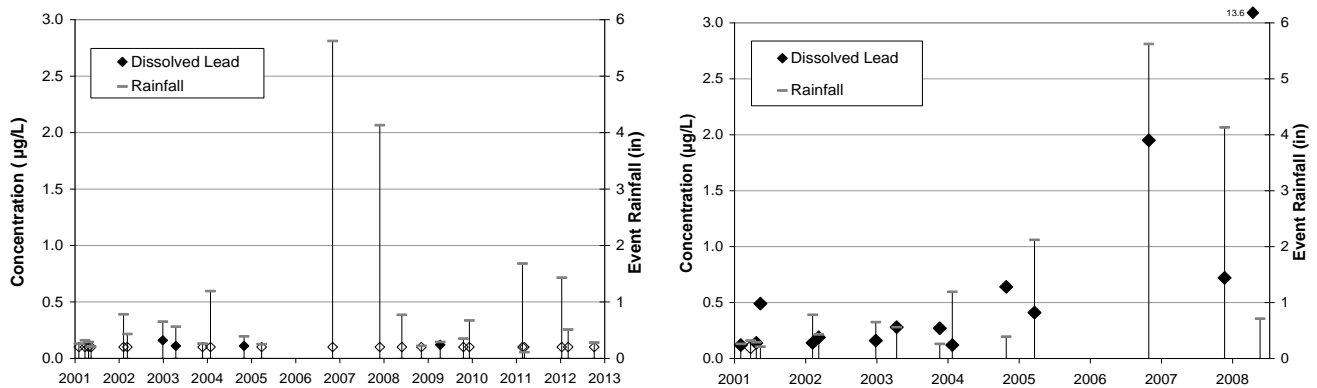 3.0 6
2.5 5
2.0 4
1.5 3
1.0 2
0.5 1
0.0 0
Dissolved Lead
Rainfall
Concentration ( µg/L)
Event Rainfall (in)
2001 2002 2003 2004 2005 2006 2007 2008 2009 2010 2011 2012 2013
13.6
3.0 6
2.5 5
2.0 4
1.5 3
1.0 2
0.5 1
0.0 0
Dissolved Lead
Rainfall
Concentration (µg/L)
Event Rainfall (in)
2001 2002 2003 2004 2005 2006 2007 2008